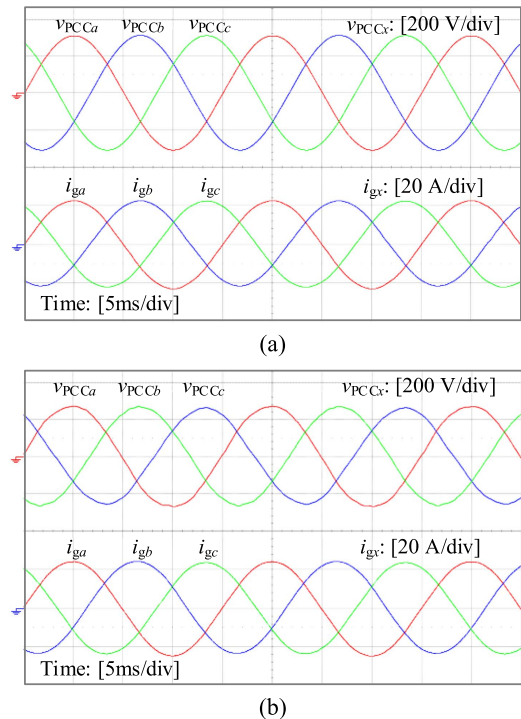 vPCCa vPCCb vPCCc vPCCx: [200 V/div]
iga igb igc igx: [20 A/div]
Time: [5ms/div]
(a)
vPCCa vPCCb vPCCc vPCCx: [200 V/div]
iga igb igc igx: [20 A/div]
Time: [5ms/div]
(b)